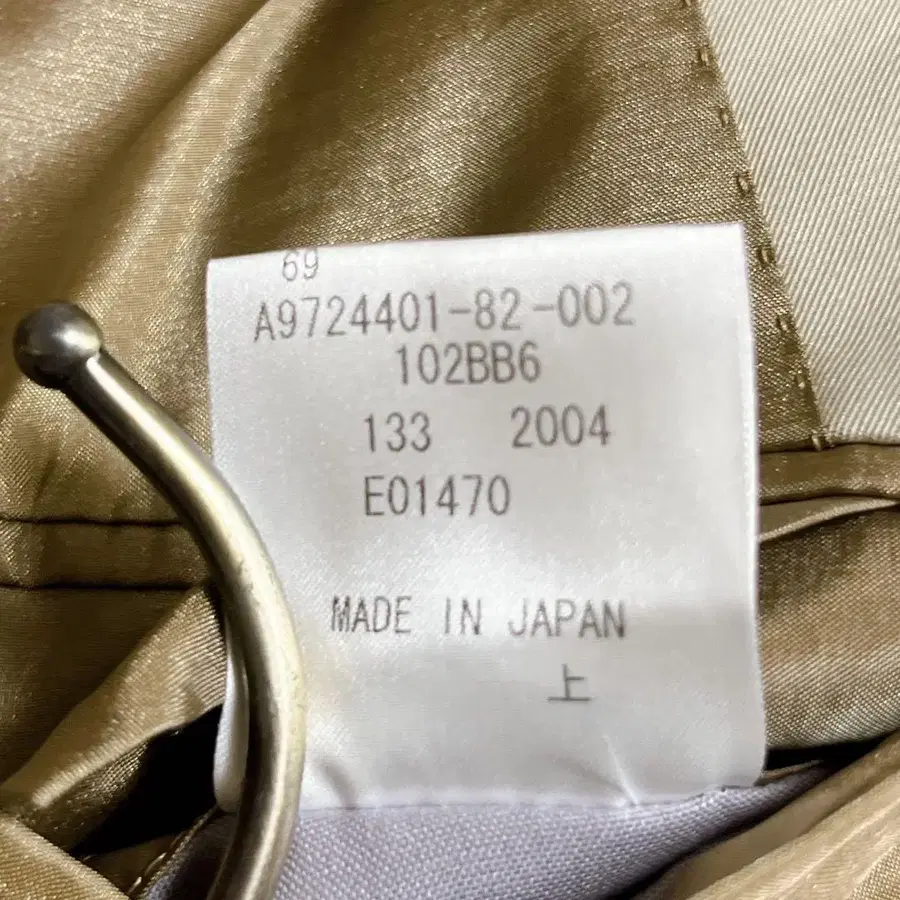 69
A9724401-82-002
102BB6
133 2004
E01470
MADE IN JAPAN
上